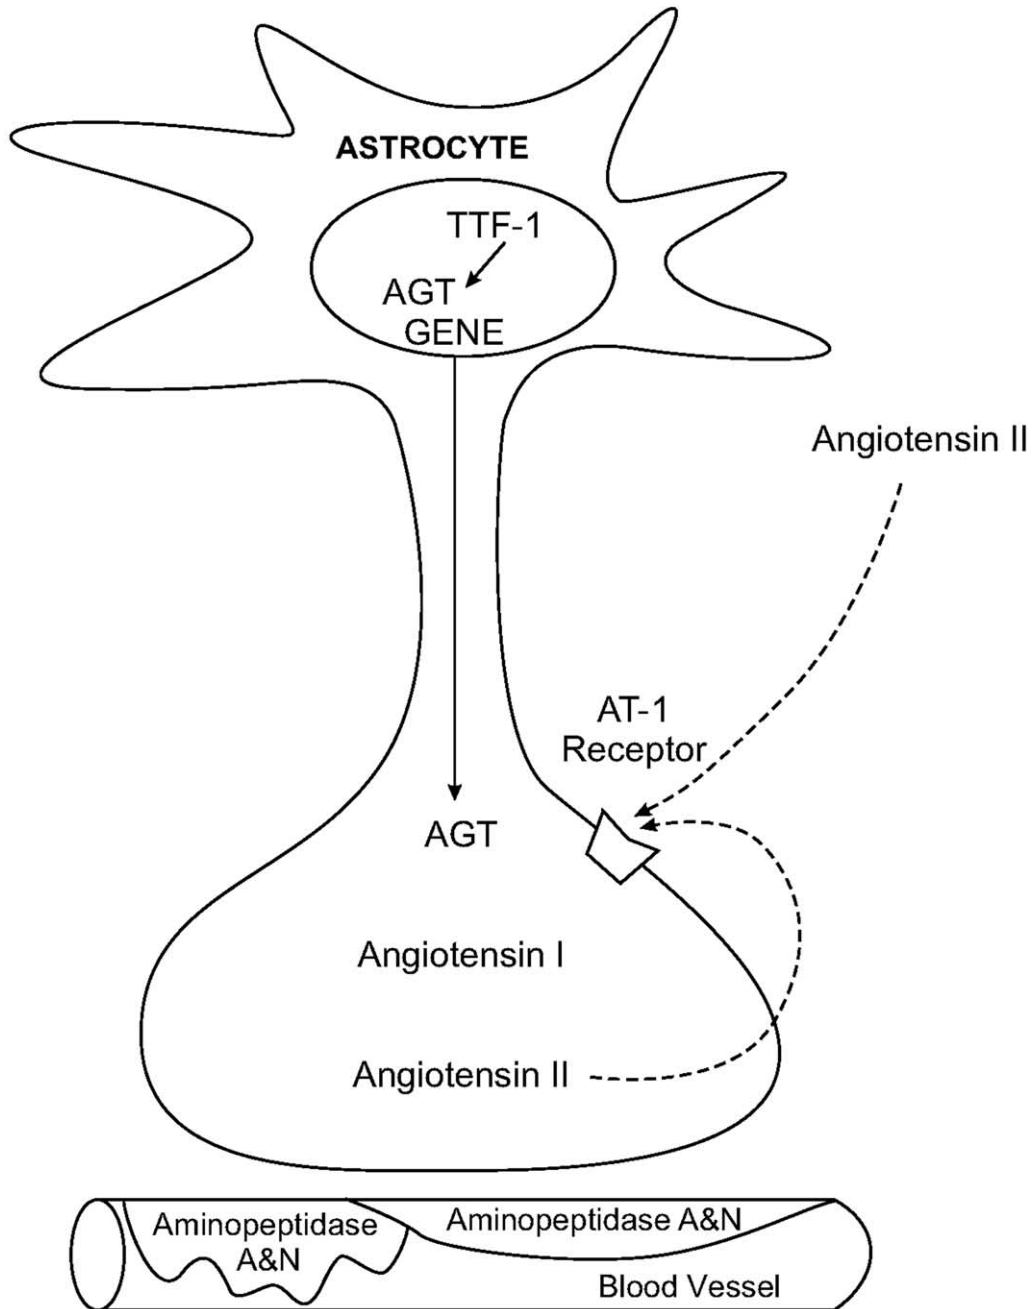 ASTROCYTE
TTF-1
AGT
GENE
Angiotensin II
AT-1
Receptor
AGT
Angiotensin I
Angiotensin II
Aminopeptidase
A&N
Aminopeptidase A&N
Blood Vessel